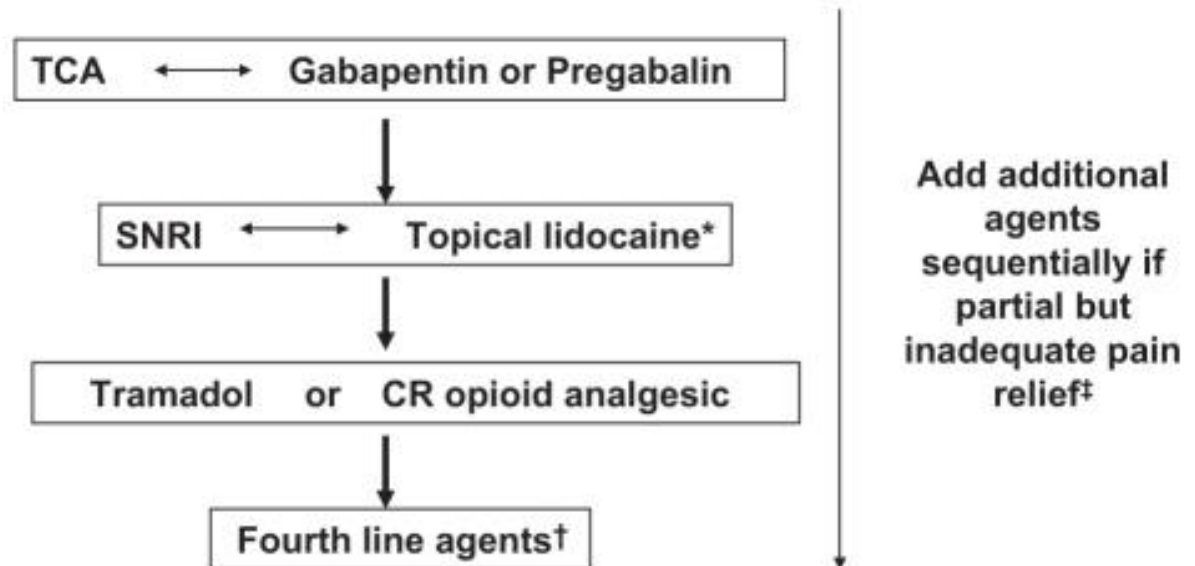 TCA Gabapentin or Pregabalin
SNRI Topical lidocaine*
Tramadol or CR opioid analgesic
Fourth line agents†
Add additional
agents
sequentially if
partial but
inadequate pain
relief‡